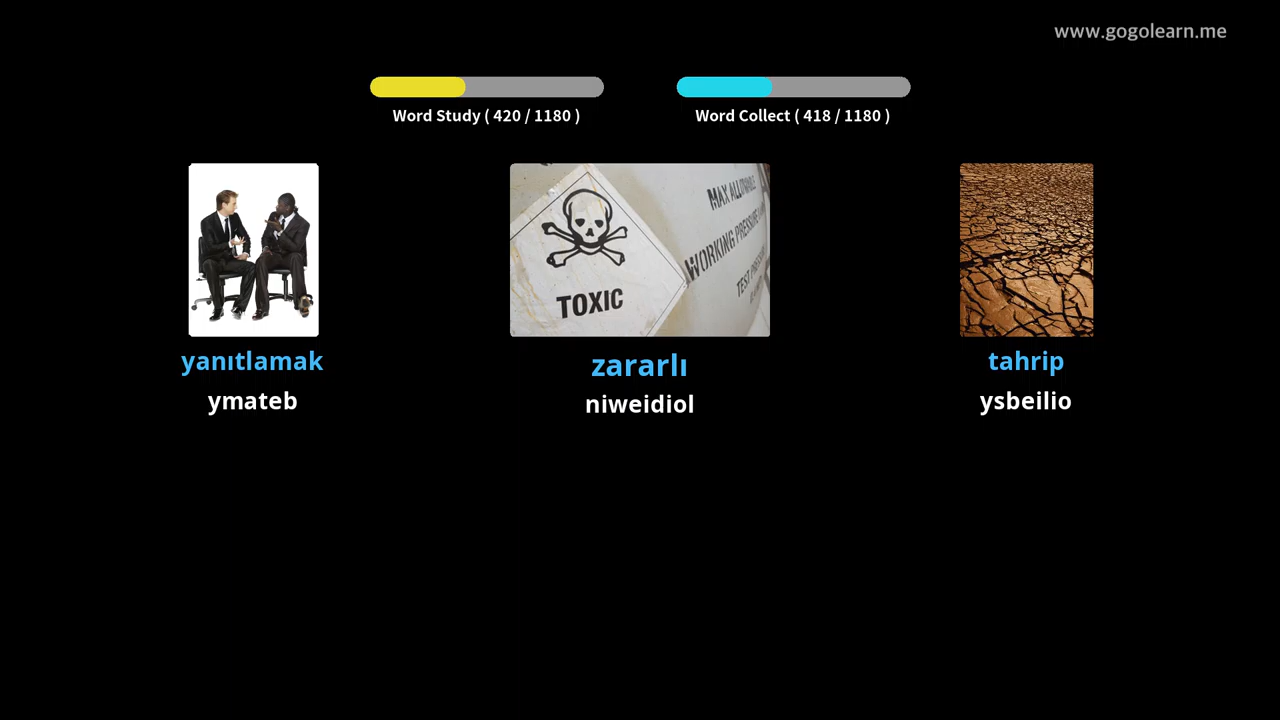 www.gogolearn.me
Word Study ( 420 / 1180 )
Word Collect ( 418 / 1180 )
MAX
WORKING PRESSURE
TEST
TOXIC
yanıtlamak
zararlı
tahrip
ymateb
niweidiol
ysbeilio